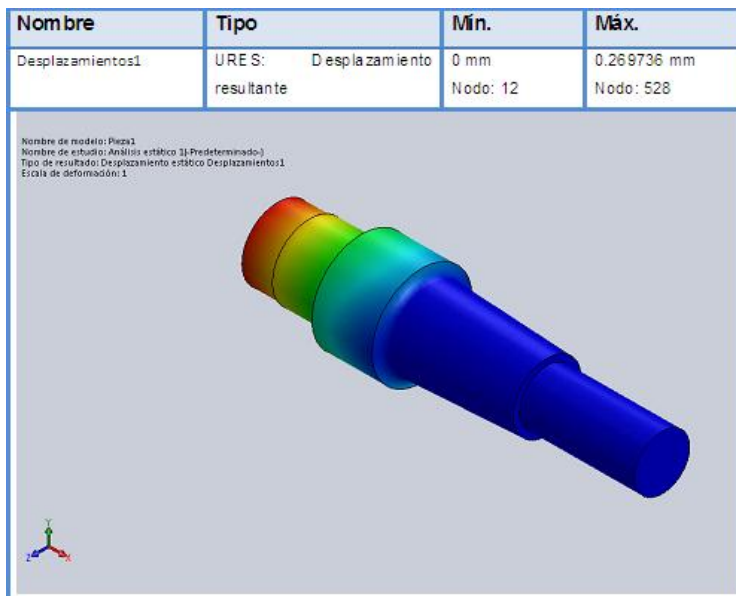 Nombre Tipo Mín. Máx.
Desplazamientos1 URES: Desplazamiento resultante 0 mm Nodo: 12 0.269736 mm Nodo: 528
Nombre de modelo: Pieza1
Nombre de estudio: Análisis estático 1(-Predeterminado-)
Tipo de resultado: Desplazamiento estático Desplazamientos1
Escala de deformación: 1
Y
Z X